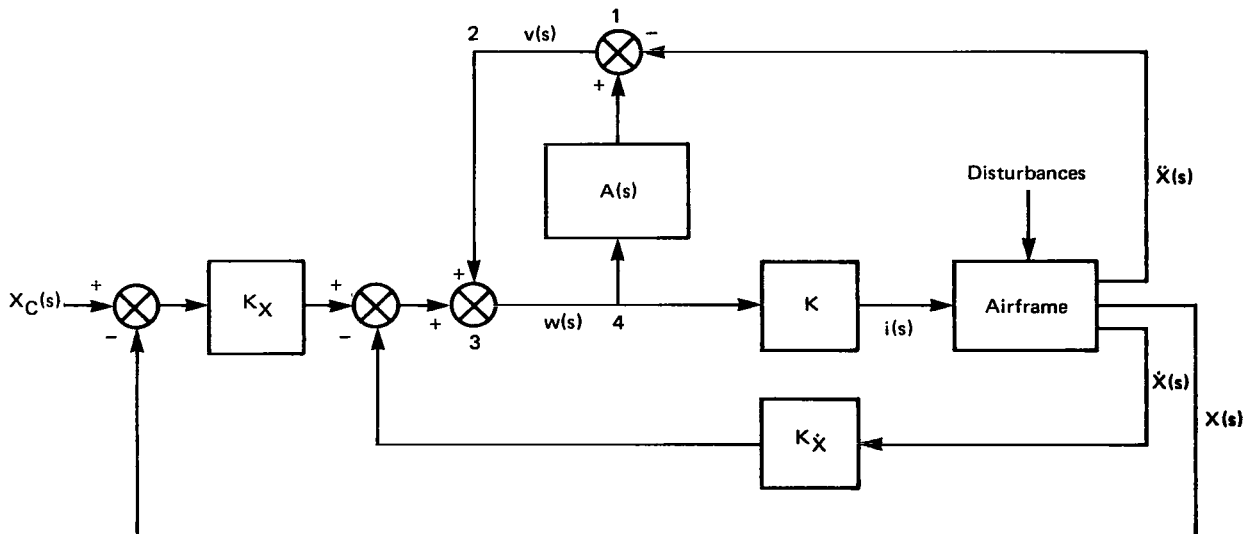 1
2
v(s)
−
+
A(s)
Disturbances
Ẍ(s)
X_C(s)
+
−
K_X
+
−
+
+
3
w(s)
4
K
i(s)
Airframe
Ẋ(s)
X(s)
K_Ẋ